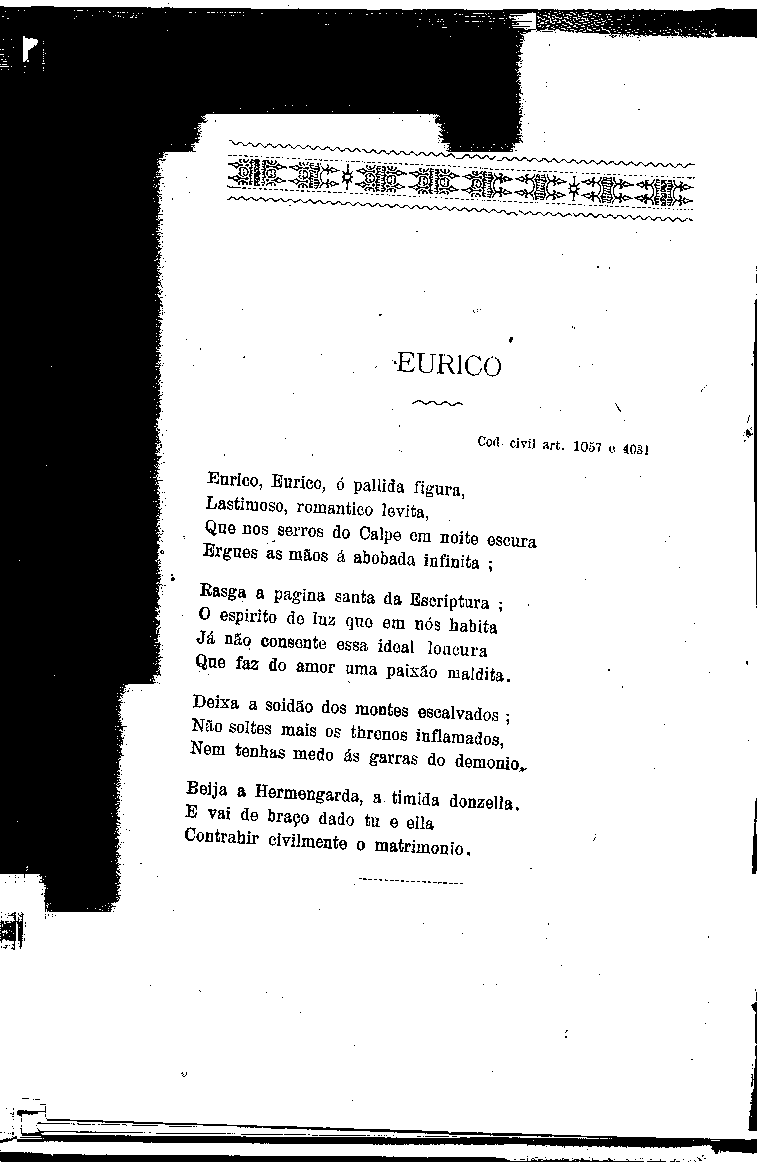 EURICO
Cod. civil art. 1057 e 4031
Eurico, Eurico, ó pallida figura,
Lastimoso, romantico levita,
Que nos serros do Calpe em noite escura
Ergues as mãos á abobada infinita ;
Rasga a pagina santa da Escriptura ;
O espirito de luz que em nós habita
Já não consente essa ideal loucura
Que faz do amor uma paixão maldita.
Deixa a soidão dos montes escalvados ;
Não soltes mais os threnos inflamados,
Nem tenhas medo ás garras do demonio,
Beija a Hermengarda, a timida donzella.
E vai de braço dado tu e ella
Contrahir civilmente o matrimonio.